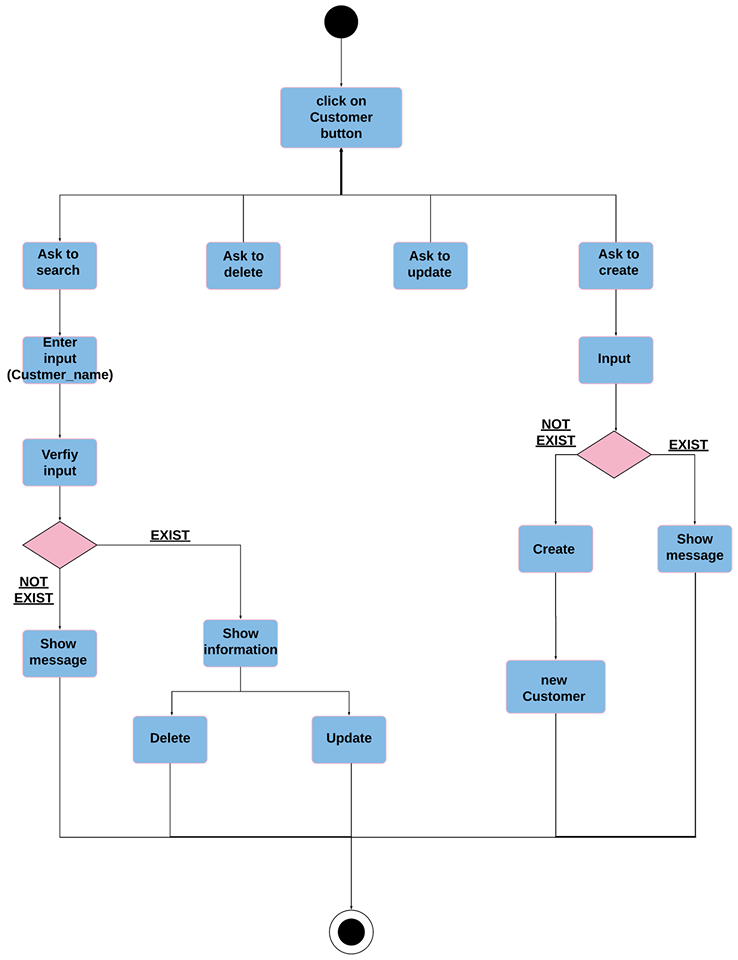 click on
Customer
button
Ask to
search
Ask to
delete
Ask to
update
Ask to
create
Enter
input
(Custmer_name)
Input
NOT
EXIST
EXIST
Verfiy
input
EXIST
Create
Show
message
NOT
EXIST
Show
message
Show
information
new
Customer
Delete
Update